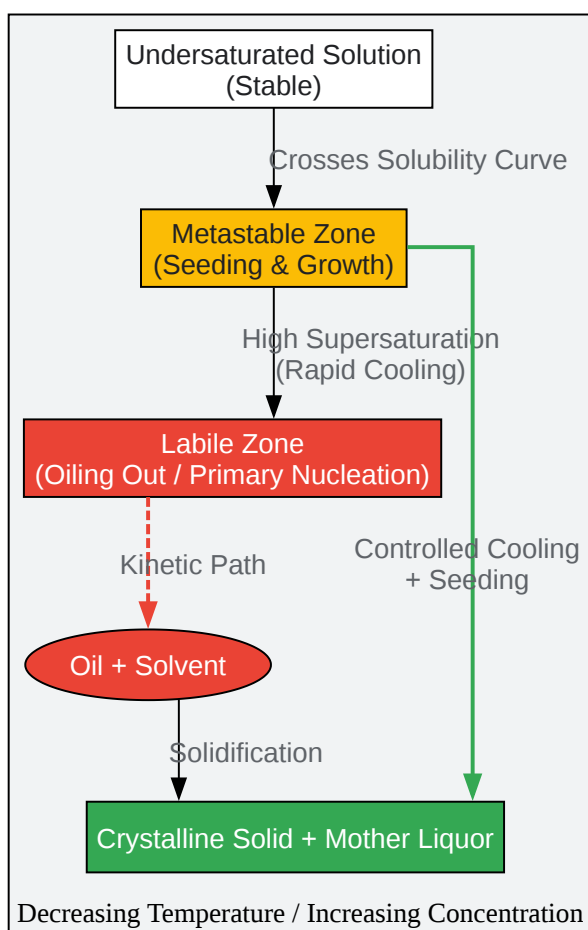 Undersaturated Solution
(Stable)
Crosses Solubility Curve
Metastable Zone
(Seeding & Growth)
High Supersaturation
(Rapid Cooling)
Labile Zone
(Oiling Out / Primary Nucleation)
Controlled Cooling
+ Seeding
Kinetic Path
Oil + Solvent
Solidification
Crystalline Solid + Mother Liquor
Decreasing Temperature / Increasing Concentration